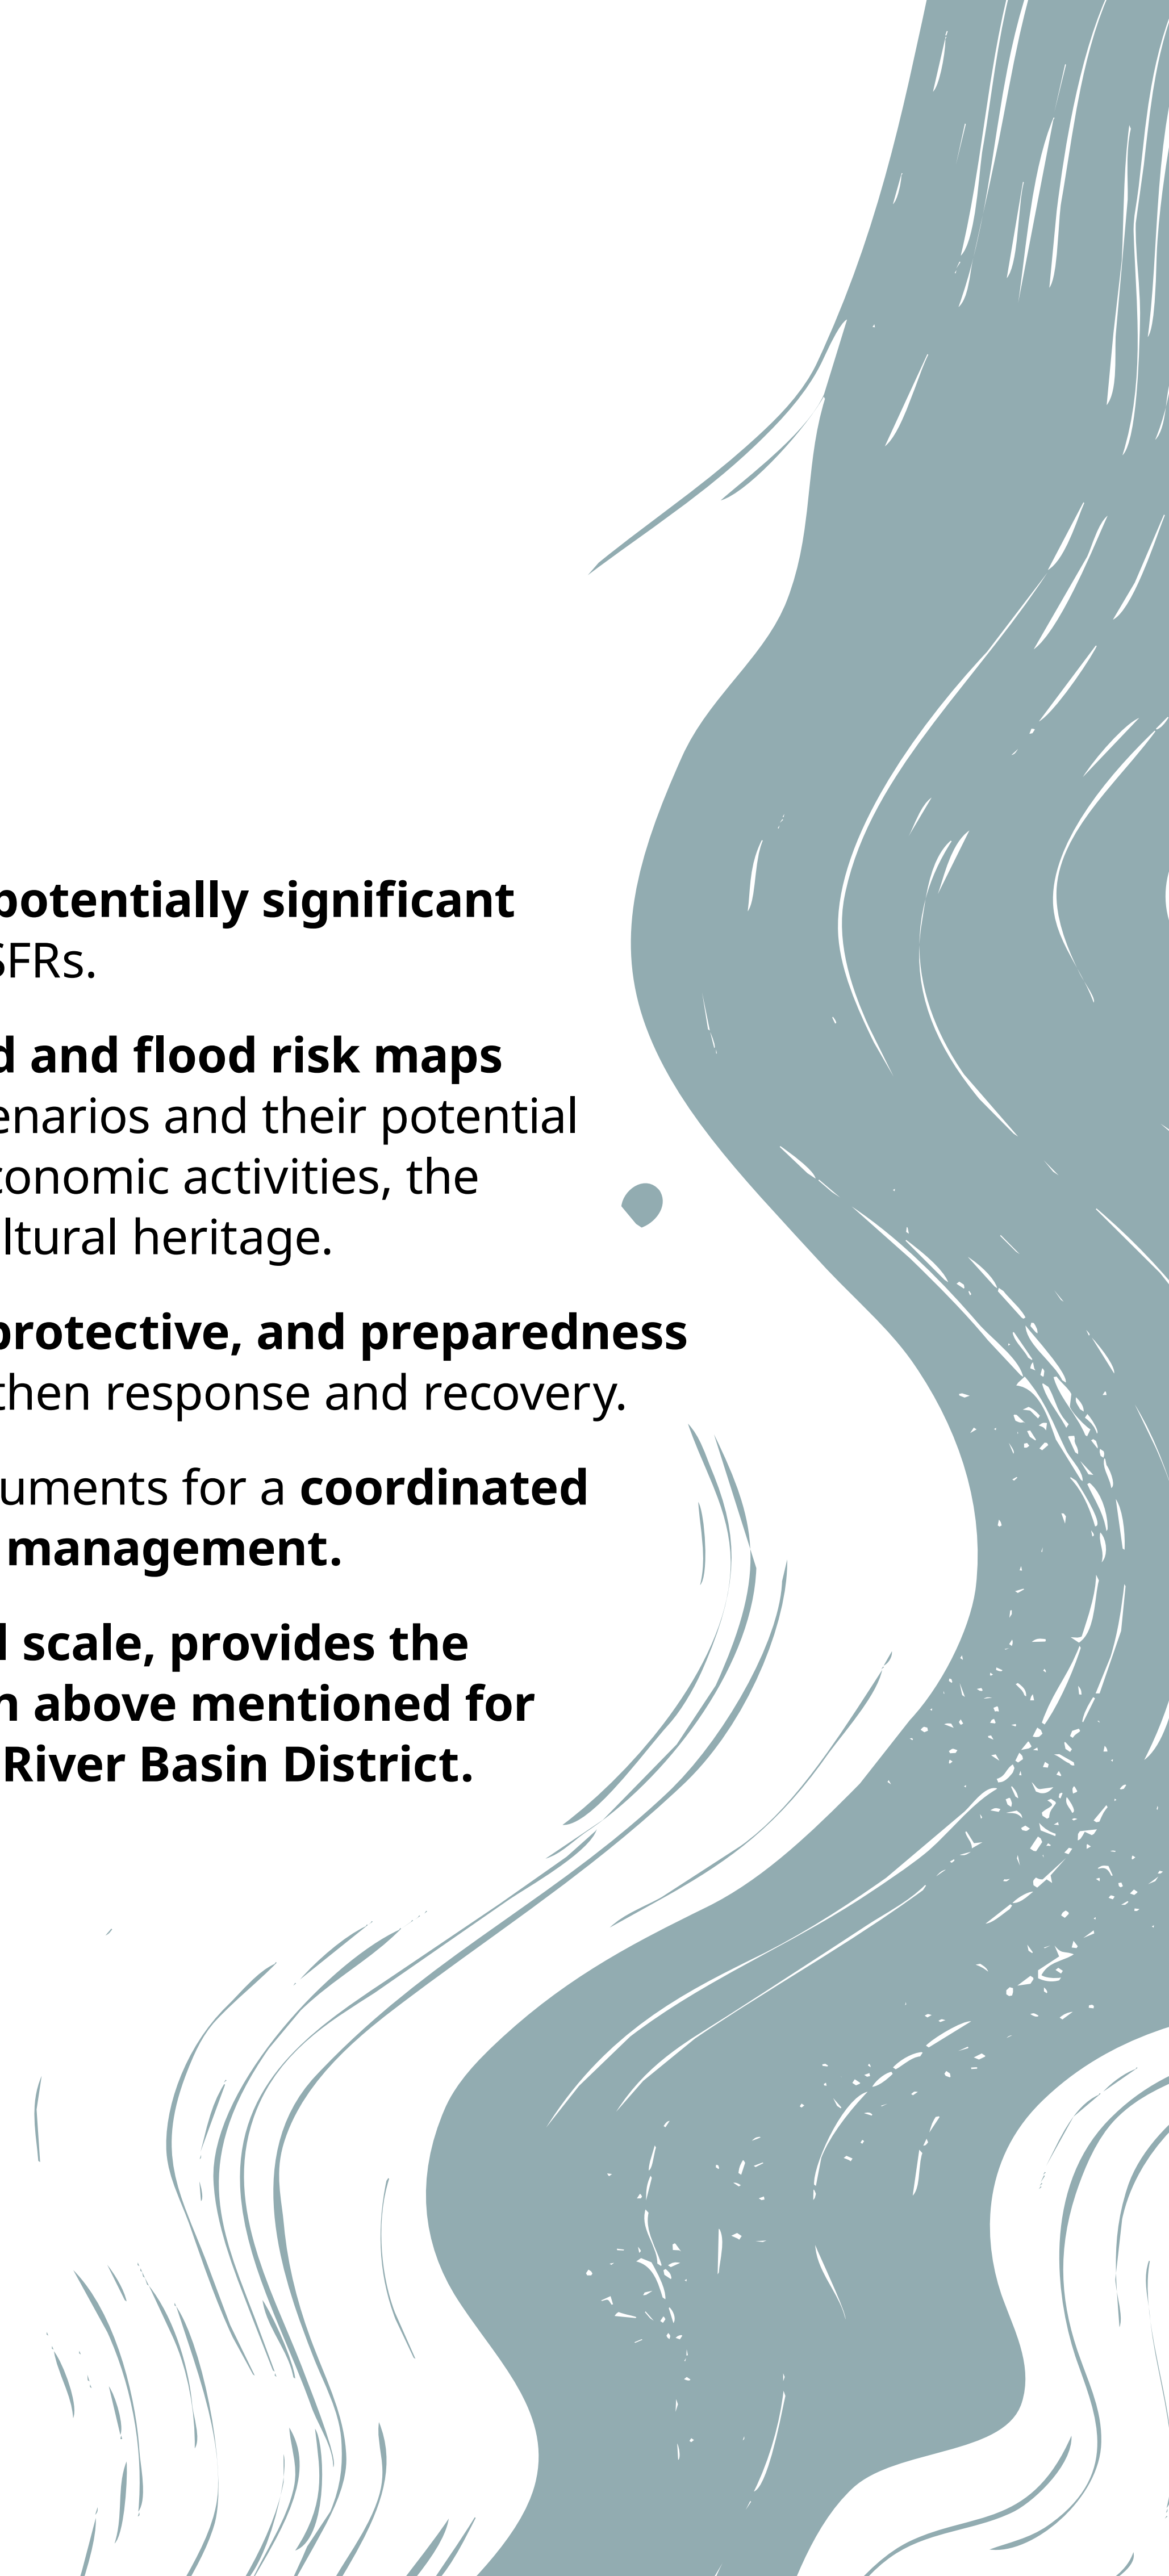 potentially significant
SFRs.
d and flood risk maps
enarios and their potential
conomic activities, the
ltural heritage.
protective, and preparedness
then response and recovery.
uments for a coordinated
management.
l scale, provides the
n above mentioned for
River Basin District.